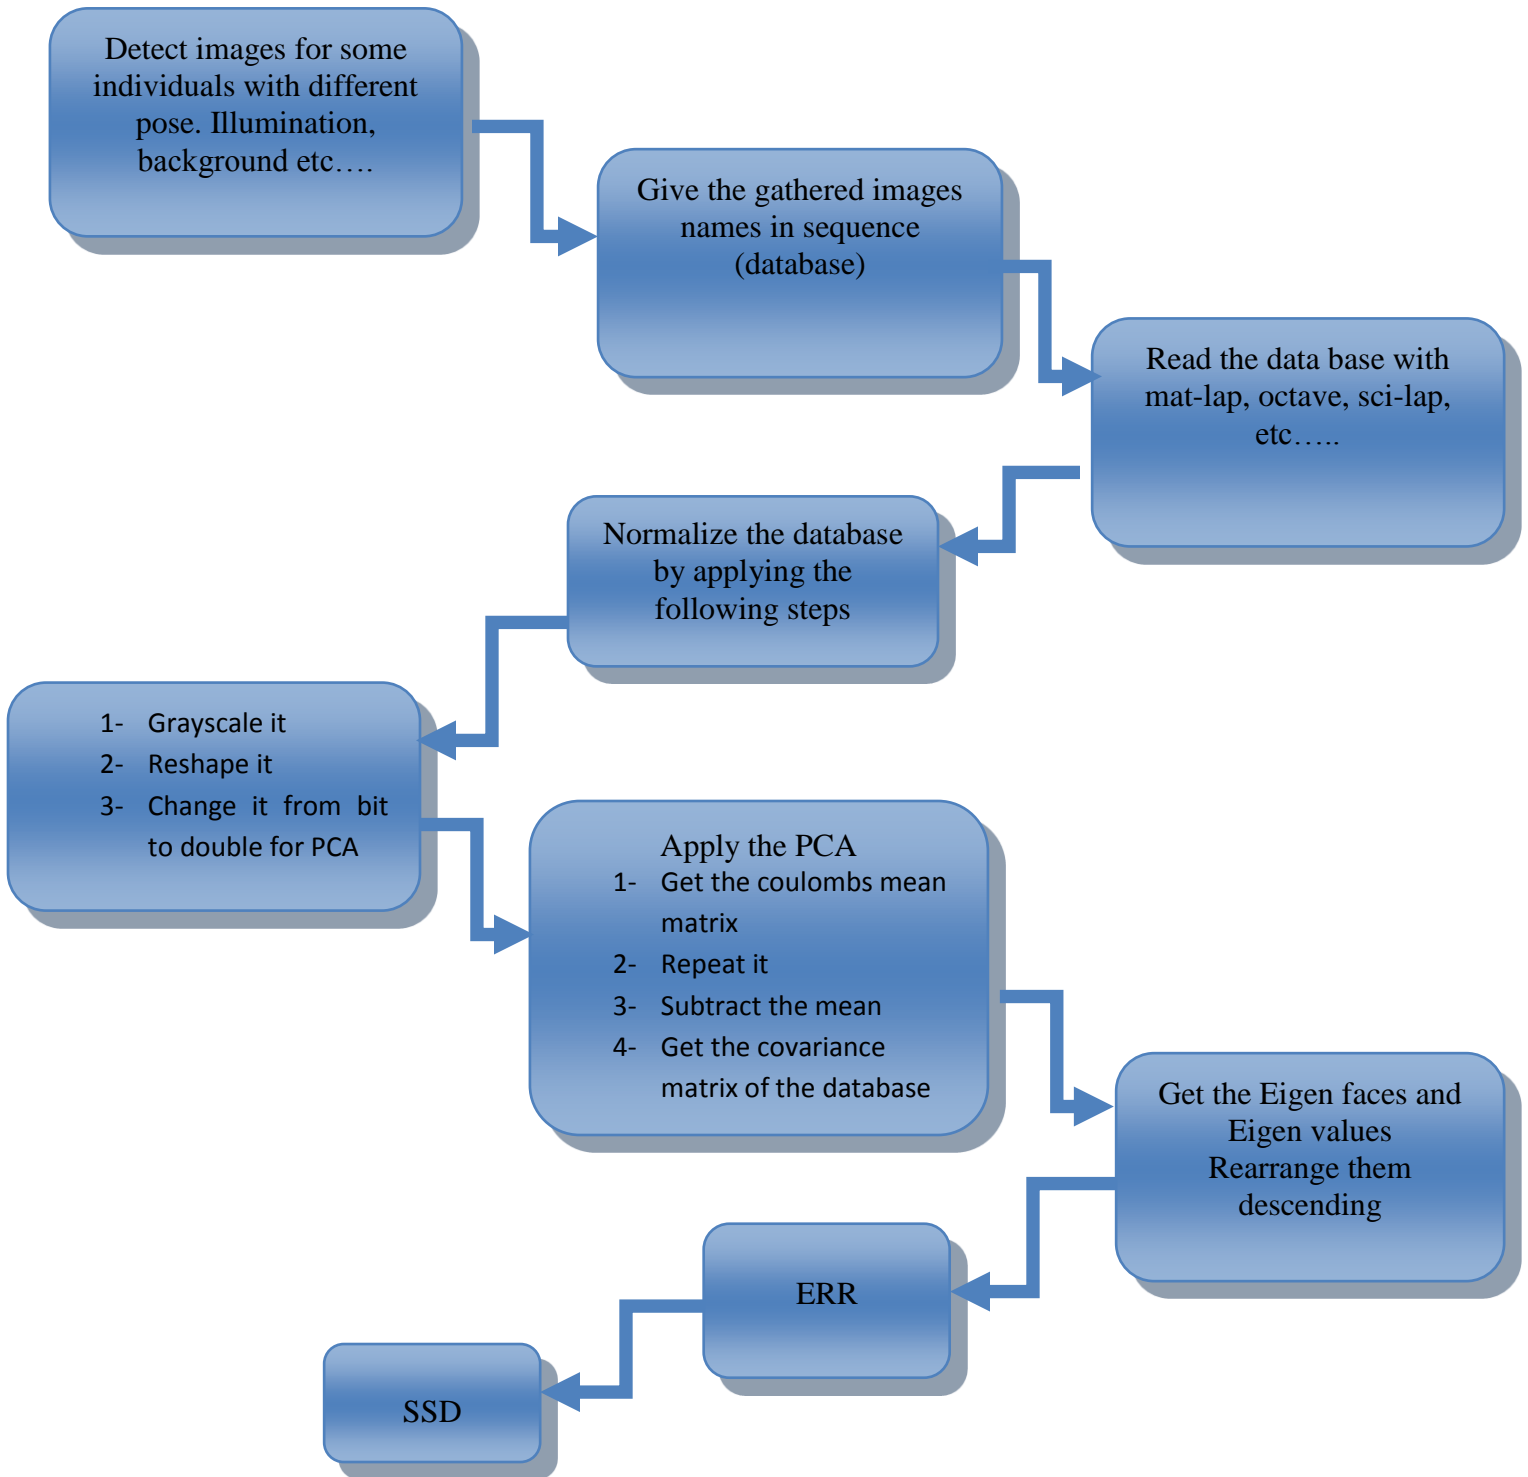 Detect images for some
individuals with different
pose. Illumination,
background etc….
Give the gathered images
names in sequence
(database)
Read the data base with
mat-lap, octave, sci-lap,
etc…..
Normalize the database
by applying the
following steps
1- Grayscale it
2- Reshape it
3- Change it from bit
to double for PCA
Apply the PCA
1- Get the coulombs mean
matrix
2- Repeat it
3- Subtract the mean
4- Get the covariance
matrix of the database
Get the Eigen faces and
Eigen values
Rearrange them
descending
ERR
SSD